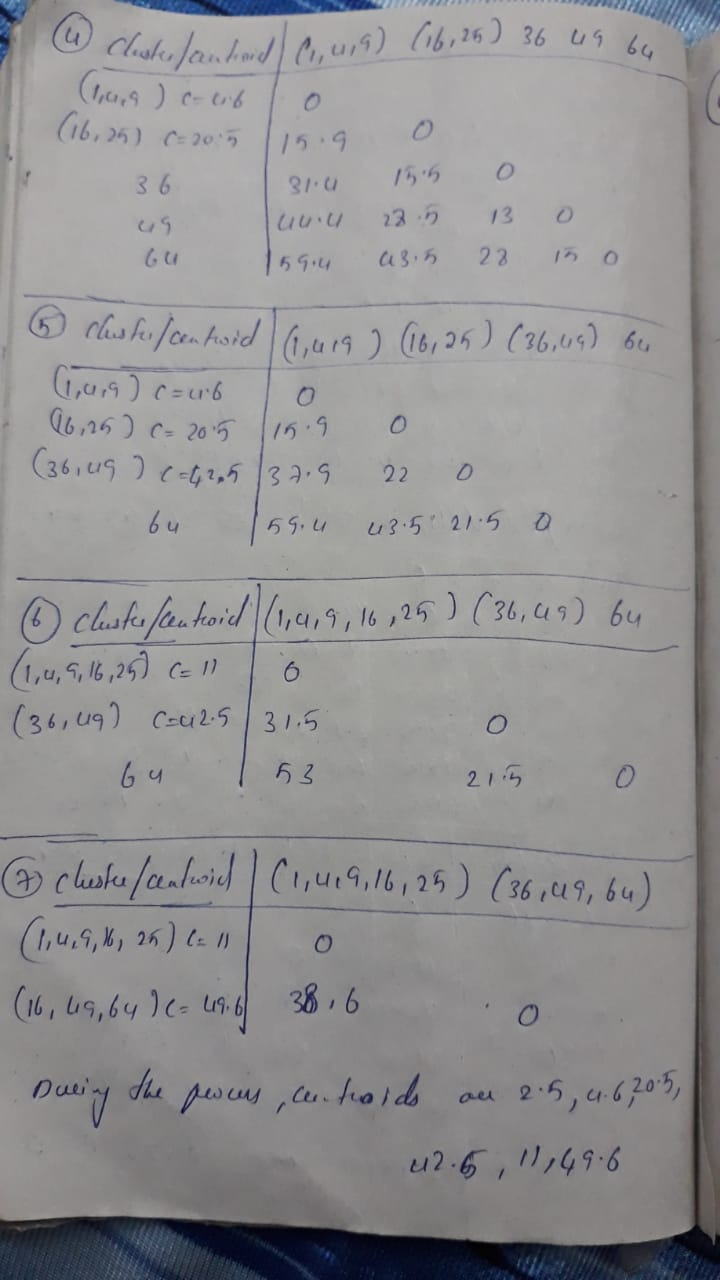 ④ cluster/centroid (1,4,9) (16,25) 36 49 64
(1,4,9) C=4.6 0
(16,25) C=20.5 15.9 0
36 31.4 15.5 0
49 44.4 28.5 13 0
64 59.4 43.5 28 15 0
⑤ cluster/centroid (1,4,9) (16,25) (36,49) 64
(1,4,9) C=4.6 0
(16,25) C=20.5 15.9 0
(36,49) C=42.5 37.9 22 0
64 59.4 43.5 21.5 0
⑥ cluster/centroid (1,4,9,16,25) (36,49) 64
(1,4,9,16,25) C=11 0
(36,49) C=42.5 31.5 0
64 53 21.5 0
⑦ cluster/centroid (1,4,9,16,25) (36,49,64)
(1,4,9,16,25) C=11 0
(16,49,64) C=49.6 38.6 0
During the process, centroids are 2.5, 4.6, 20.5,
42.5, 11, 49.6